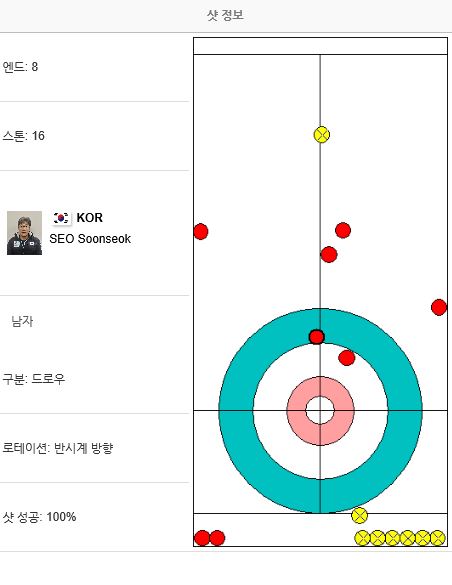 샷 정보
엔드: 8
스톤: 16
KOR
SEO Soonseok
남자
구분: 드로우
로테이션: 반시계 방향
샷 성공: 100%